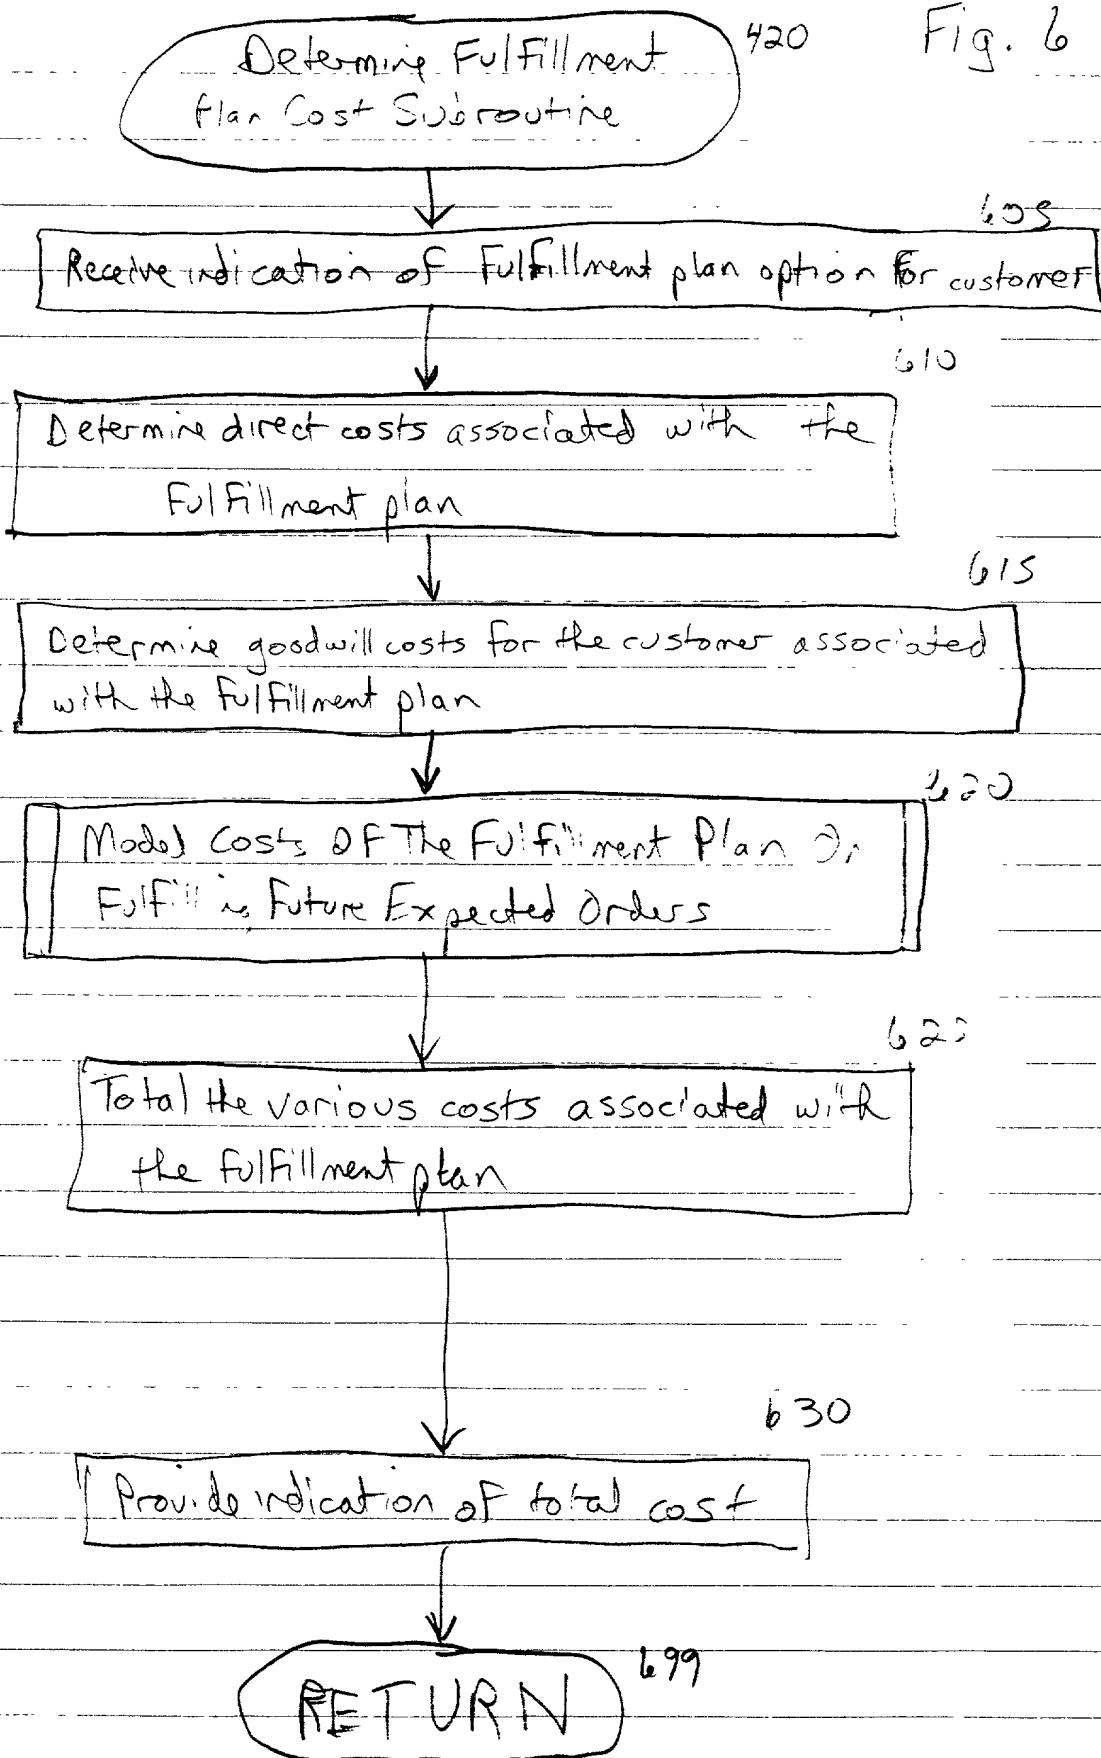 Fig. 6
420
Determine Fulfillment
Plan Cost Subroutine
605
Receive indication of Fulfillment plan option for customer
610
Determine direct costs associated with the
Fulfillment plan
615
Determine goodwill costs for the customer associated
with the Fulfillment plan
620
Model Costs Of The Fulfillment Plan On
Future Expected Orders
Total the various costs associated with
the fulfillment plan
630
Provide indication of total cost
699
RETURN